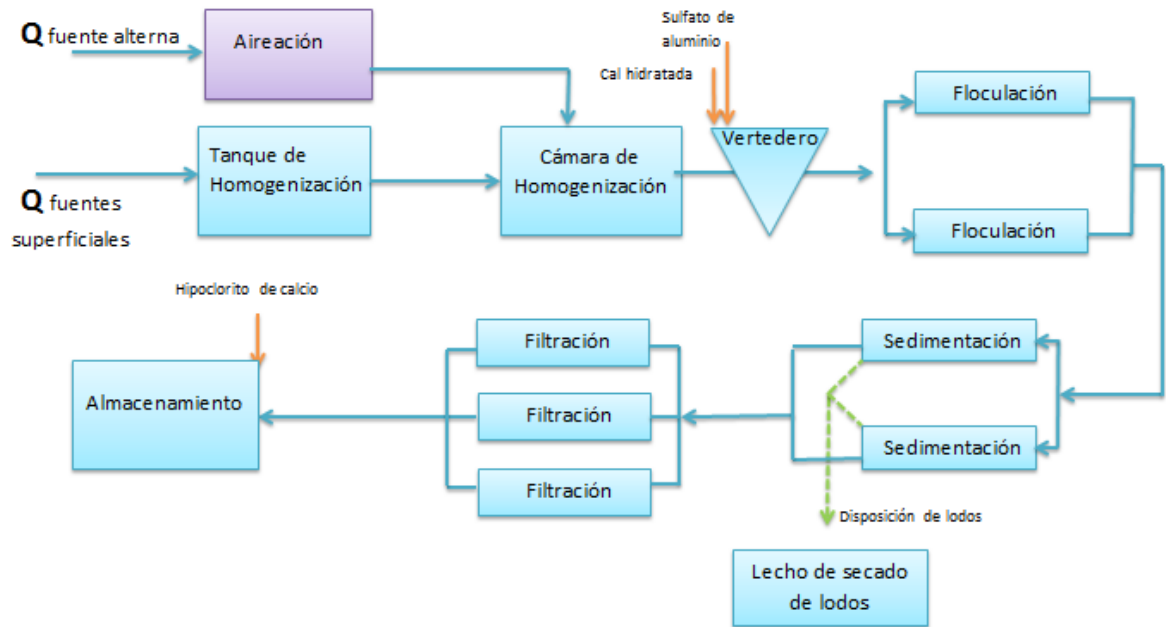 Q fuente alterna
Aireación
Sulfato de
aluminio
Cal hidratada
Tanque de
Homogenización
Cámara de
Homogenización
Vertedero
Floculación
Floculación
Q fuentes
superficiales
Hipoclorito de calcio
Almacenamiento
Filtración
Filtración
Filtración
Sedimentación
Sedimentación
Disposición de lodos
Lecho de secado
de lodos